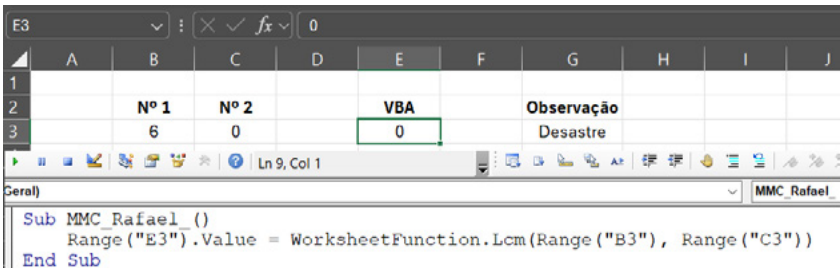 E3 fx 0
A B C D E F G H I J
1
2 Nº 1 Nº 2 VBA Observação
3 6 0 0 Desastre
Ln 9, Col 1
Geral) MMC_Rafael_
Sub MMC_Rafael_()
Range("E3").Value = WorksheetFunction.Lcm(Range("B3"), Range("C3"))
End Sub